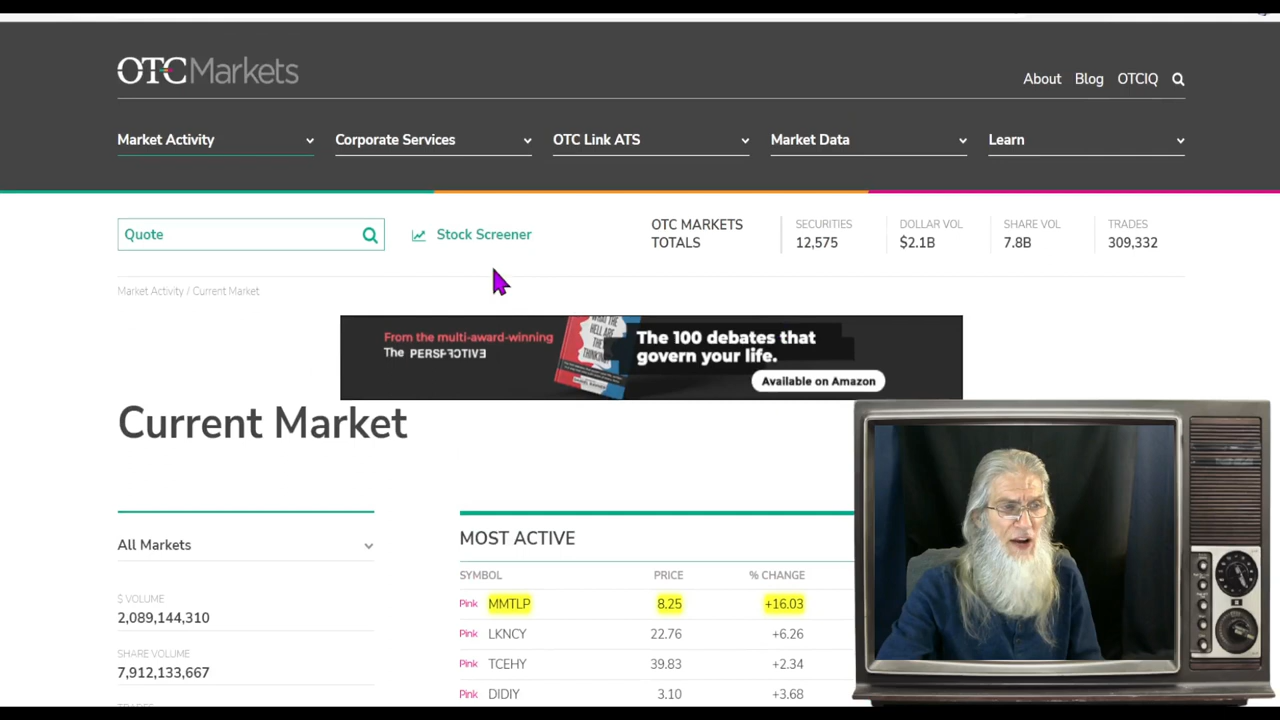 OTCMarkets
About Blog OTCIQ
Market Activity Corporate Services OTC Link ATS Market Data Learn
Quote
Stock Screener
OTC MARKETS
TOTALS
SECURITIES
12,575
DOLLAR VOL
$2.1B
SHARE VOL
7.8B
TRADES
309,332
Market Activity / Current Market
From the multi-award-winning
The PERSPECTIVE
The 100 debates that
govern your life.
Available on Amazon
Current Market
All Markets
$ VOLUME
2,089,144,310
SHARE VOLUME
7,912,133,667
MOST ACTIVE
SYMBOL PRICE % CHANGE
Pink MMTLP 8.25 +16.03
Pink LKNCY 22.76 +6.26
Pink TCEHY 39.83 +2.34
Pink DIDIY 3.10 +3.68